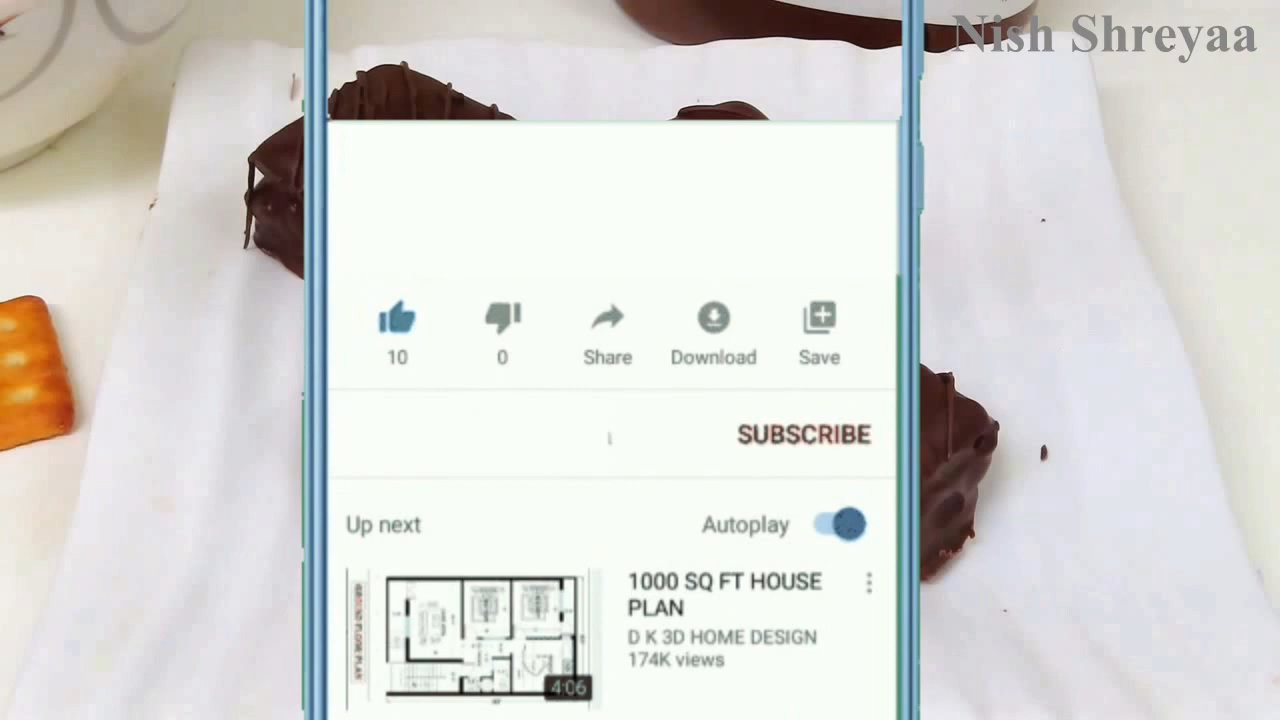 Nish Shreyaa
10
0
Share
Download
Save
SUBSCRIBE
Up next
Autoplay
1000 SQ FT HOUSE
PLAN
D K 3D HOME DESIGN
174K views
4:06